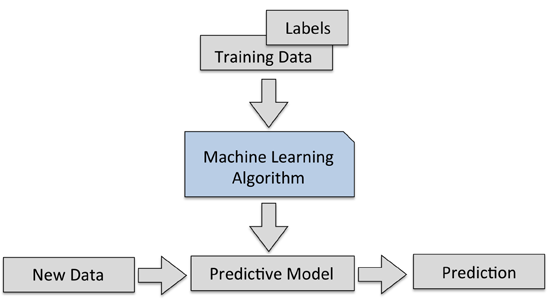 Labels
Training Data
Machine Learning
Algorithm
New Data
Predictive Model
Prediction